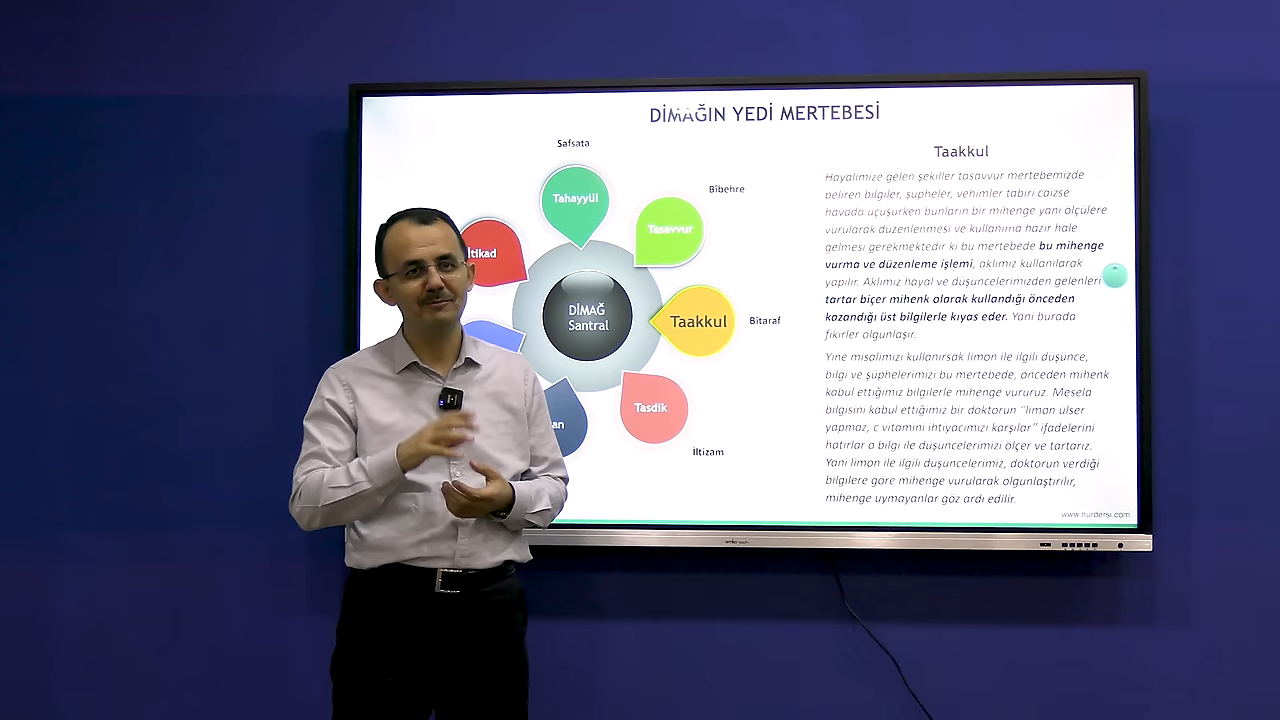 DİMAĞIN YEDİ MERTEBESİ
Safsata
Tahayyül
Bîbehre
Tasavvur
İtikad
DİMAĞ
Santral
Taakkul
Bîtaraf
Tasdik
an
İltizam
Taakkul
Hayalimize gelen şekiller tasavvur mertebemizde
beliren bilgiler, şüpheler, vehimler tabiri caizse
havada uçuşurken bunların bir mihenge yani ölçülere
vurularak düzenlenmesi ve kullanıma hazır hale
gelmesi gerekmektedir ki bu mertebede bu mihenge
vurma ve düzenleme işlemi, aklımız kullanılarak
yapılır. Aklımız hayal ve düşüncelerimizden gelenleri
tartar biçer mihenk olarak kullandığı önceden
kazandığı üst bilgilerle kıyas eder. Yani burada
fikirler olgunlaşır.
Yine misalimizi kullanırsak limon ile ilgili düşünce,
bilgi ve şüphelerimizi bu mertebede, önceden mihenk
kabul ettiğimiz bilgilerle mihenge vururuz. Mesela
bilgisini kabul ettiğimiz bir doktorun "limon ülser
yapmaz, c vitamini ihtiyacımızı karşılar" ifadelerini
hatırlar o bilgi ile düşüncelerimizi ölçer ve tartarız.
Yani limon ile ilgili düşüncelerimiz, doktorun verdiği
bilgilere göre mihenge vurularak olgunlaştırılır,
mihenge uymayanlar göz ardı edilir.
www.nurdersi.com